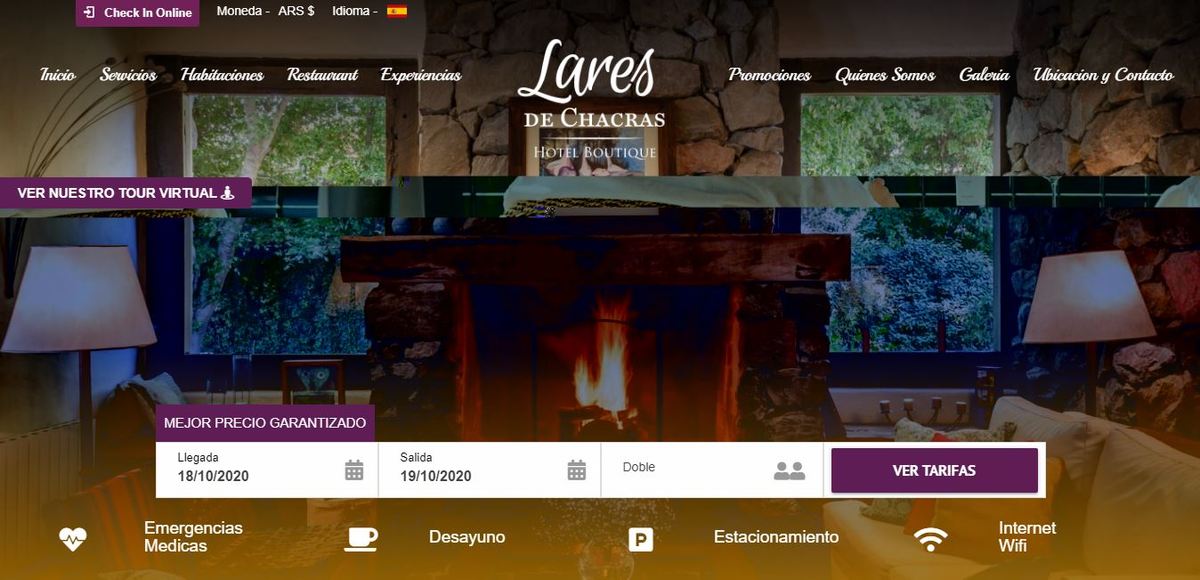 Check In Online
Moneda - ARS $
Idioma -
Inicio
Servicios
Habitaciones
Restaurant
Experiencias
Lares
DE CHACRAS
HOTEL BOUTIQUE
Promociones
Quienes Somos
Galeria
Ubicacion y Contacto
VER NUESTRO TOUR VIRTUAL
MEJOR PRECIO GARANTIZADO
Llegada
18/10/2020
Salida
19/10/2020
Doble
VER TARIFAS
Emergencias
Medicas
Desayuno
P
Estacionamiento
Internet
Wifi